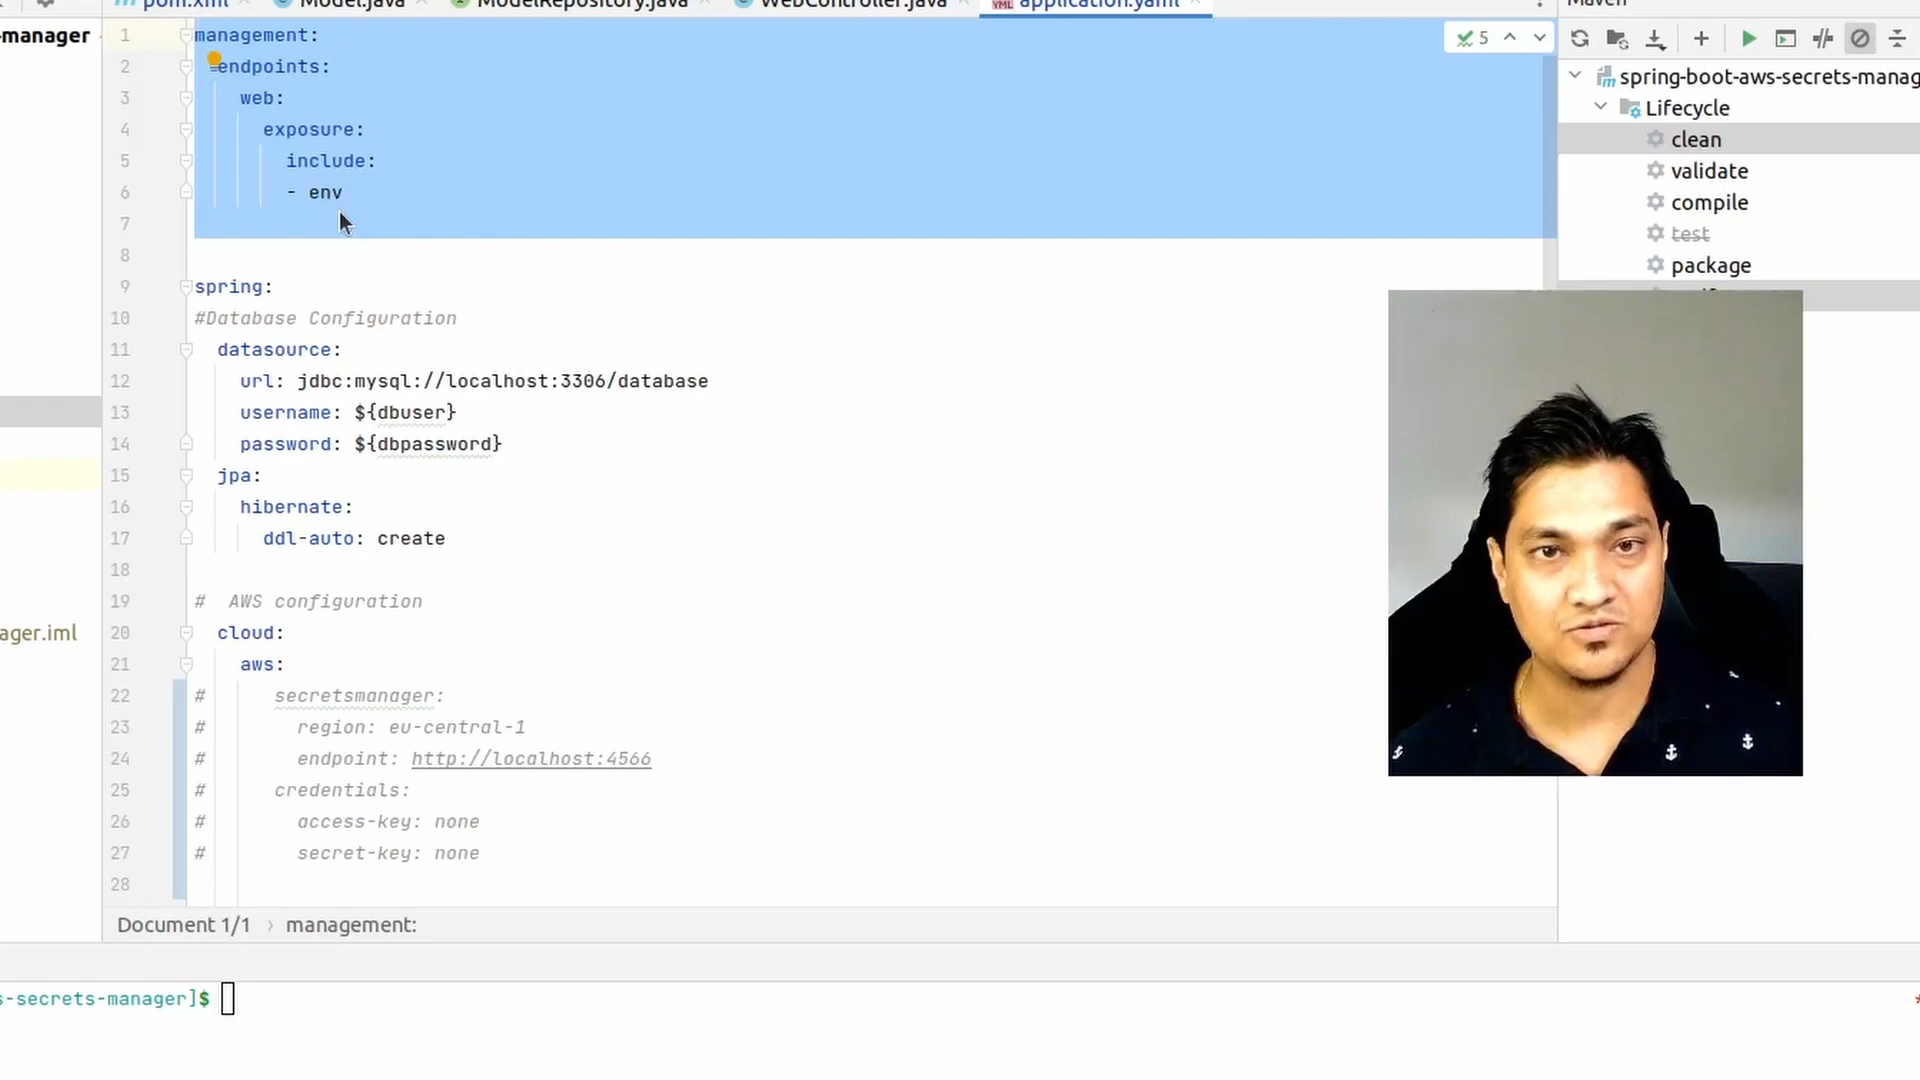 pom.xml Model.java ModelRepository.java WebController.java application.yaml
Maven
-manager
5
spring-boot-aws-secrets-manag
Lifecycle
clean
validate
compile
test
package
1 management:
2 endpoints:
3 web:
4 exposure:
5 include:
6 - env
7
8
9 spring:
10 #Database Configuration
11 datasource:
12 url: jdbc:mysql://localhost:3306/database
13 username: ${dbuser}
14 password: ${dbpassword}
15 jpa:
16 hibernate:
17 ddl-auto: create
18
19 # AWS configuration
20 cloud:
21 aws:
22 # secretsmanager:
23 # region: eu-central-1
24 # endpoint: http://localhost:4566
25 # credentials:
26 # access-key: none
27 # secret-key: none
28
ager.iml
Document 1/1 › management:
s-secrets-manager]$